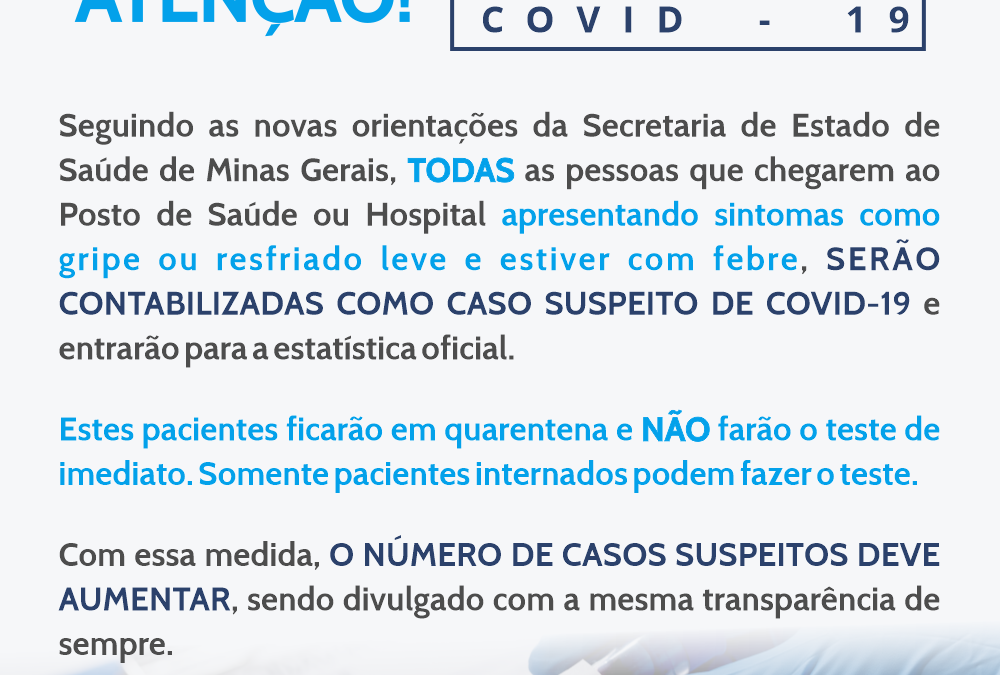 ATENÇÃO!
COVID - 19
Seguindo as novas orientações da Secretaria de Estado de
Saúde de Minas Gerais, TODAS as pessoas que chegarem ao
Posto de Saúde ou Hospital apresentando sintomas como
gripe ou resfriado leve e estiver com febre, SERÃO
CONTABILIZADAS COMO CASO SUSPEITO DE COVID-19 e
entrarão para a estatística oficial.
Estes pacientes ficarão em quarentena e NÃO farão o teste de
imediato. Somente pacientes internados podem fazer o teste.
Com essa medida, O NÚMERO DE CASOS SUSPEITOS DEVE
AUMENTAR, sendo divulgado com a mesma transparência de
sempre.